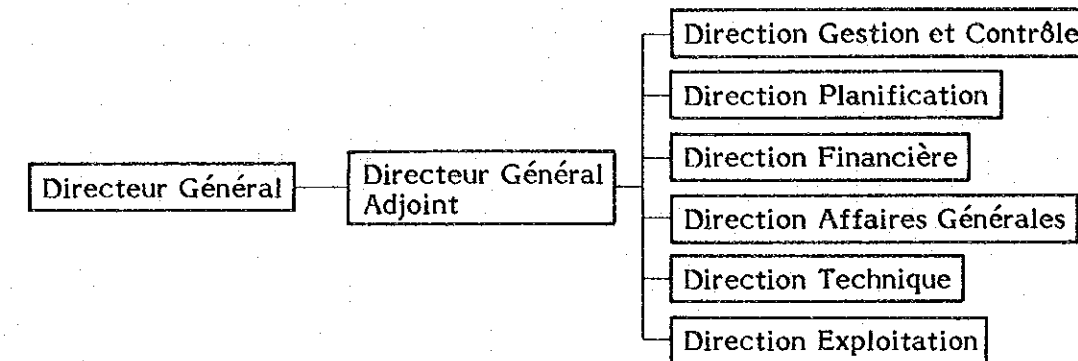 Direction Gestion et Contrôle
Direction Planification
Direction Financière
Directeur Général
Directeur Général
Adjoint
Direction Affaires Générales
Direction Technique
Direction Exploitation